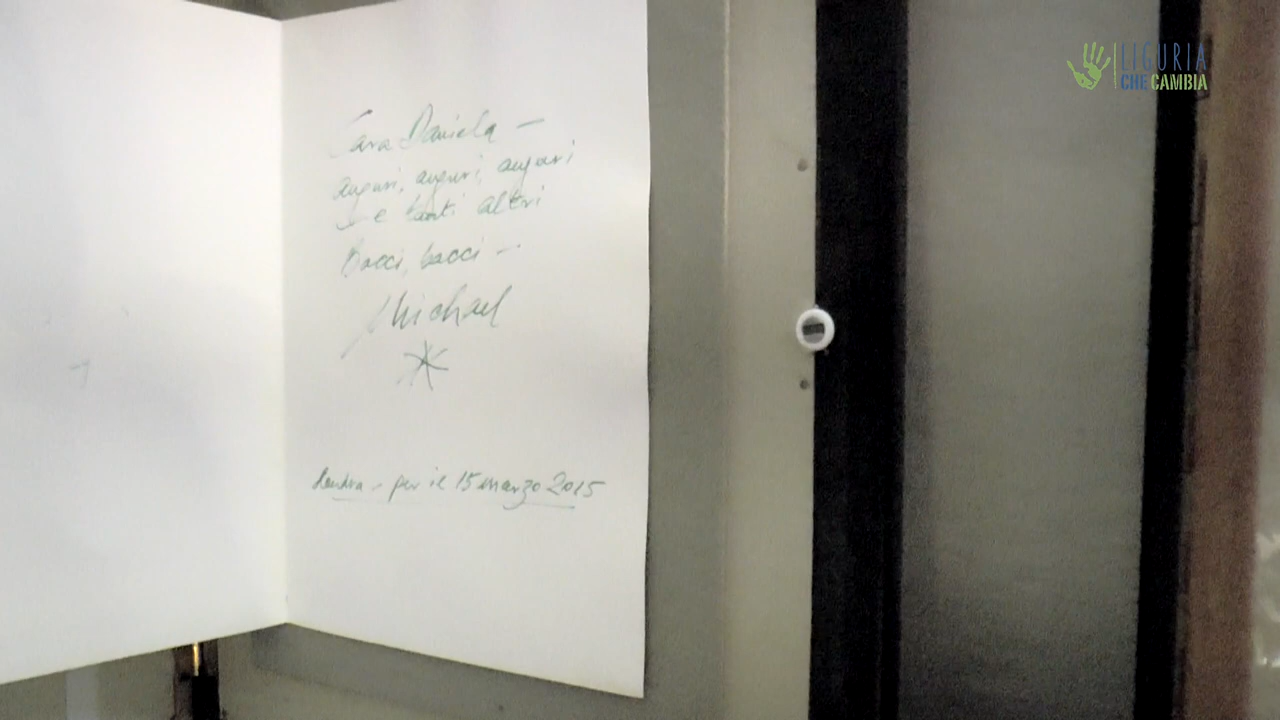 LIGURIA
CHE CAMBIA
Cara Daniela —
auguri, auguri, auguri
e tanti altri
Bacci, bacci —
Michael
Londra - per il 15 marzo 2015